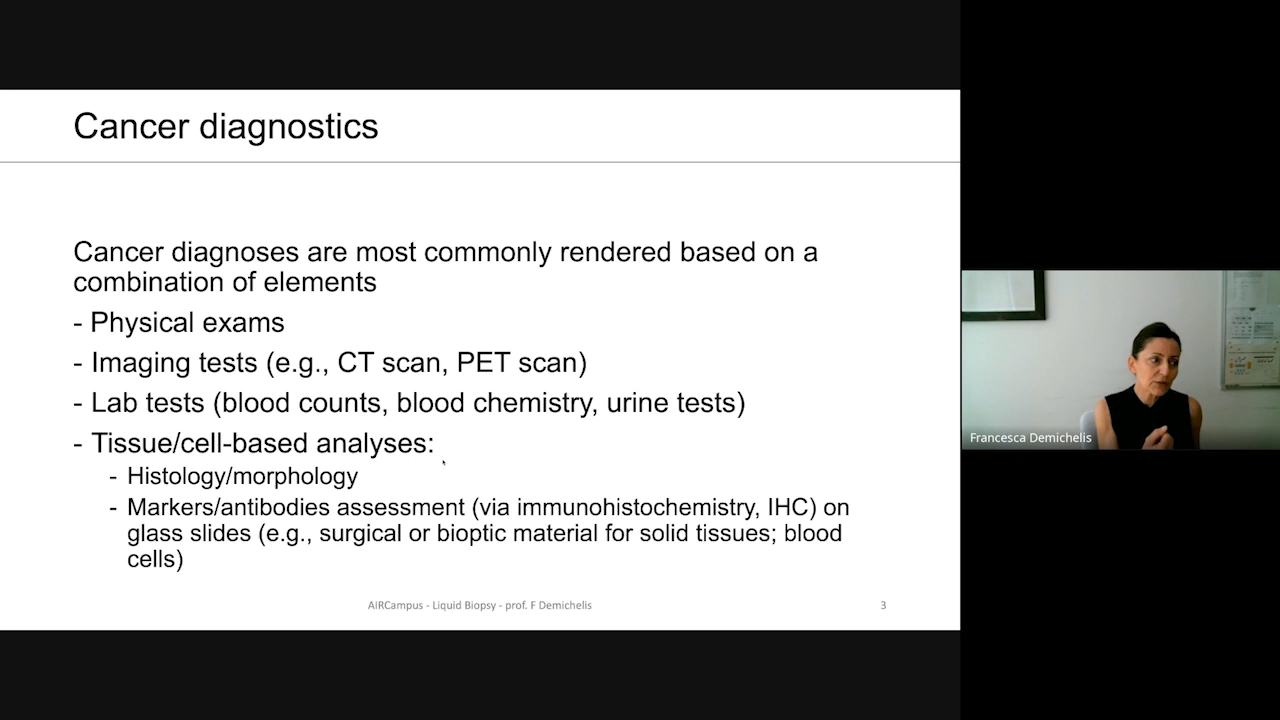 Cancer diagnostics
Cancer diagnoses are most commonly rendered based on a
combination of elements
- Physical exams
- Imaging tests (e.g., CT scan, PET scan)
- Lab tests (blood counts, blood chemistry, urine tests)
- Tissue/cell-based analyses:
- Histology/morphology
- Markers/antibodies assessment (via immunohistochemistry, IHC) on
glass slides (e.g., surgical or bioptic material for solid tissues; blood
cells)
AIRCampus - Liquid Biopsy - prof. F Demichelis
3
Francesca Demichelis